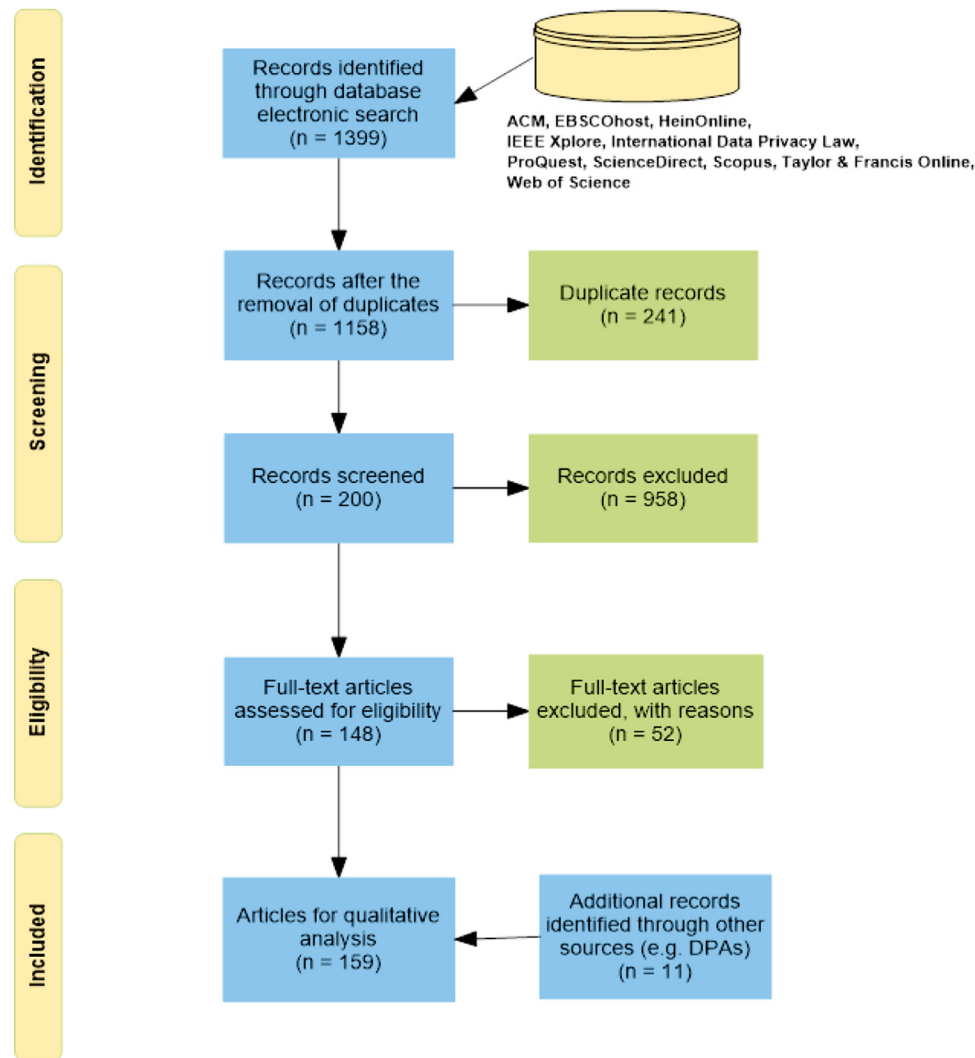 Identification
Records identified
through database
electronic search
(n = 1399)
ACM, EBSCOhost, HeinOnline,
IEEE Xplore, International Data Privacy Law,
ProQuest, ScienceDirect, Scopus, Taylor & Francis Online,
Web of Science
Screening
Records after the
removal of duplicates
(n = 1158)
Duplicate records
(n = 241)
Records screened
(n = 200)
Records excluded
(n = 958)
Eligibility
Full-text articles
assessed for eligibility
(n = 148)
Full-text articles
excluded, with reasons
(n = 52)
Included
Articles for qualitative
analysis
(n = 159)
Additional records
identified through other
sources (e.g. DPAs)
(n = 11)